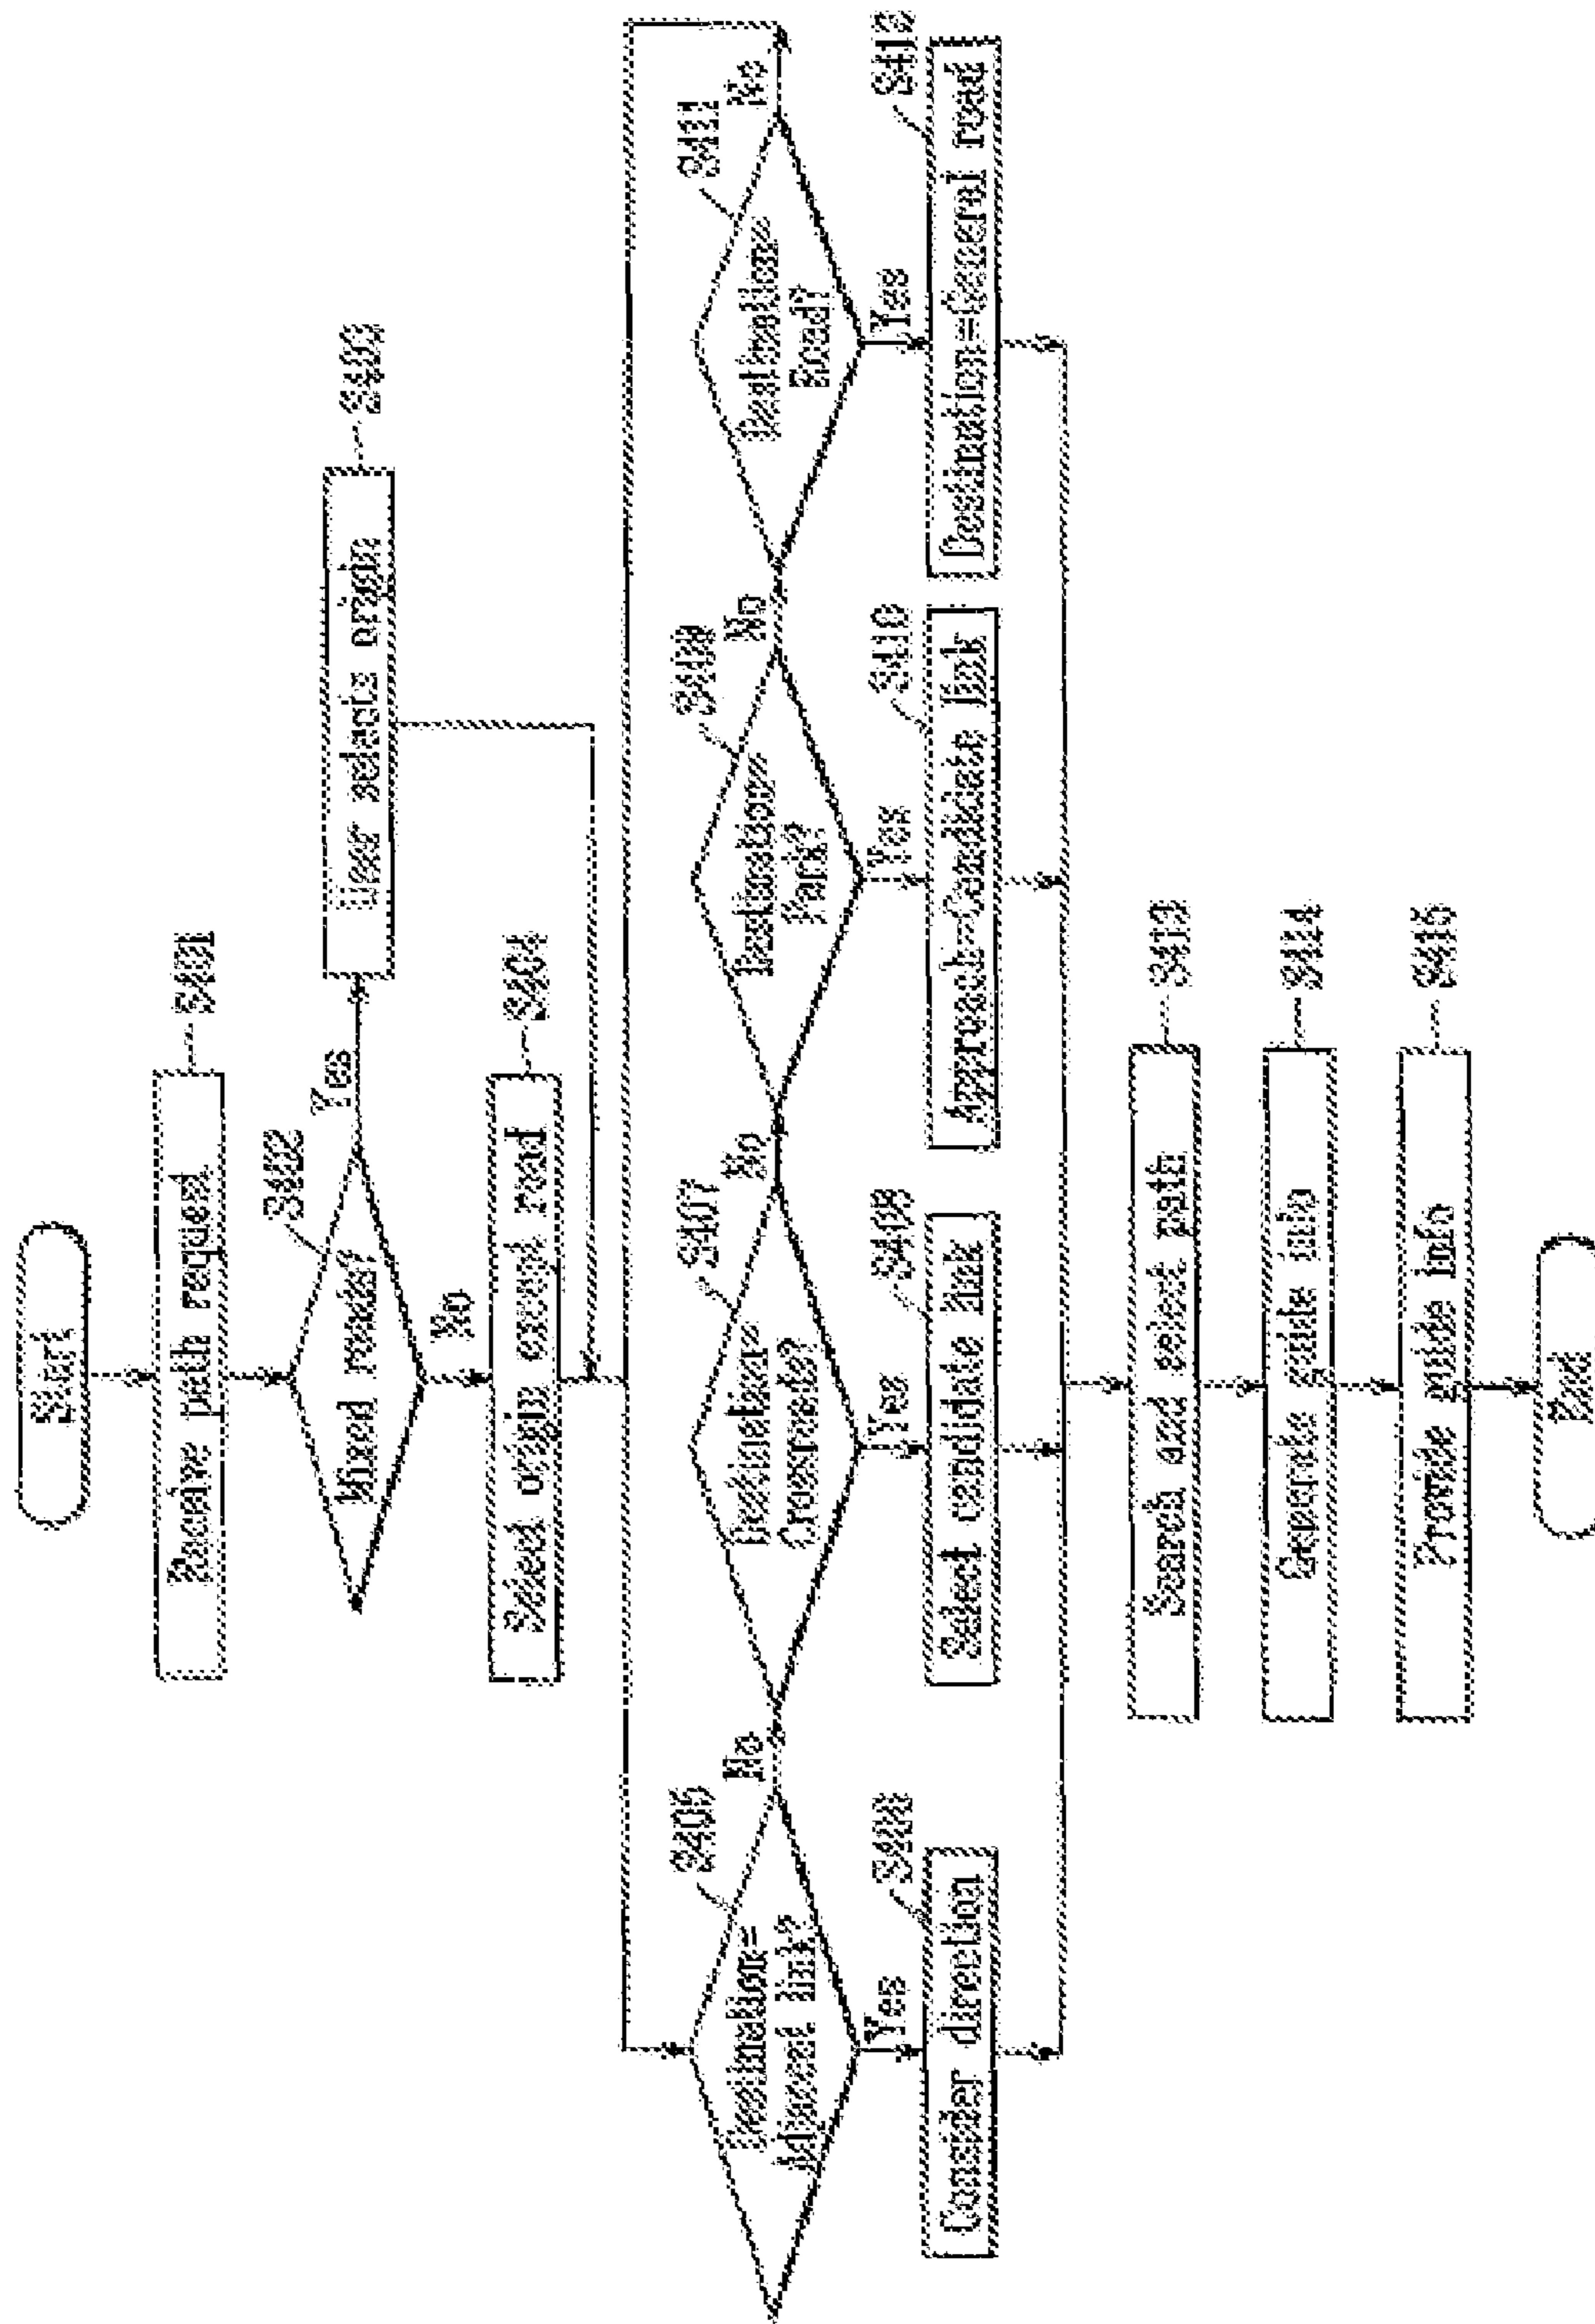 Start
Receive path request
S401
Mixed roads?
S402
Yes
User selects origin
S403
No
Select origin except road
S404
Destination=
Adjacent link?
S405
No
Yes
Consider direction
S406
Destination=
Crossroads?
S407
No
Yes
Select candidate link
S408
Destination=
Park?
S409
No
Yes
Approach=Candidate link
S410
Destination=
Road?
S411
No
Yes
Destination=General road
S412
Search and select path
S413
Generate guide info
S414
Provide guide info
S415
End